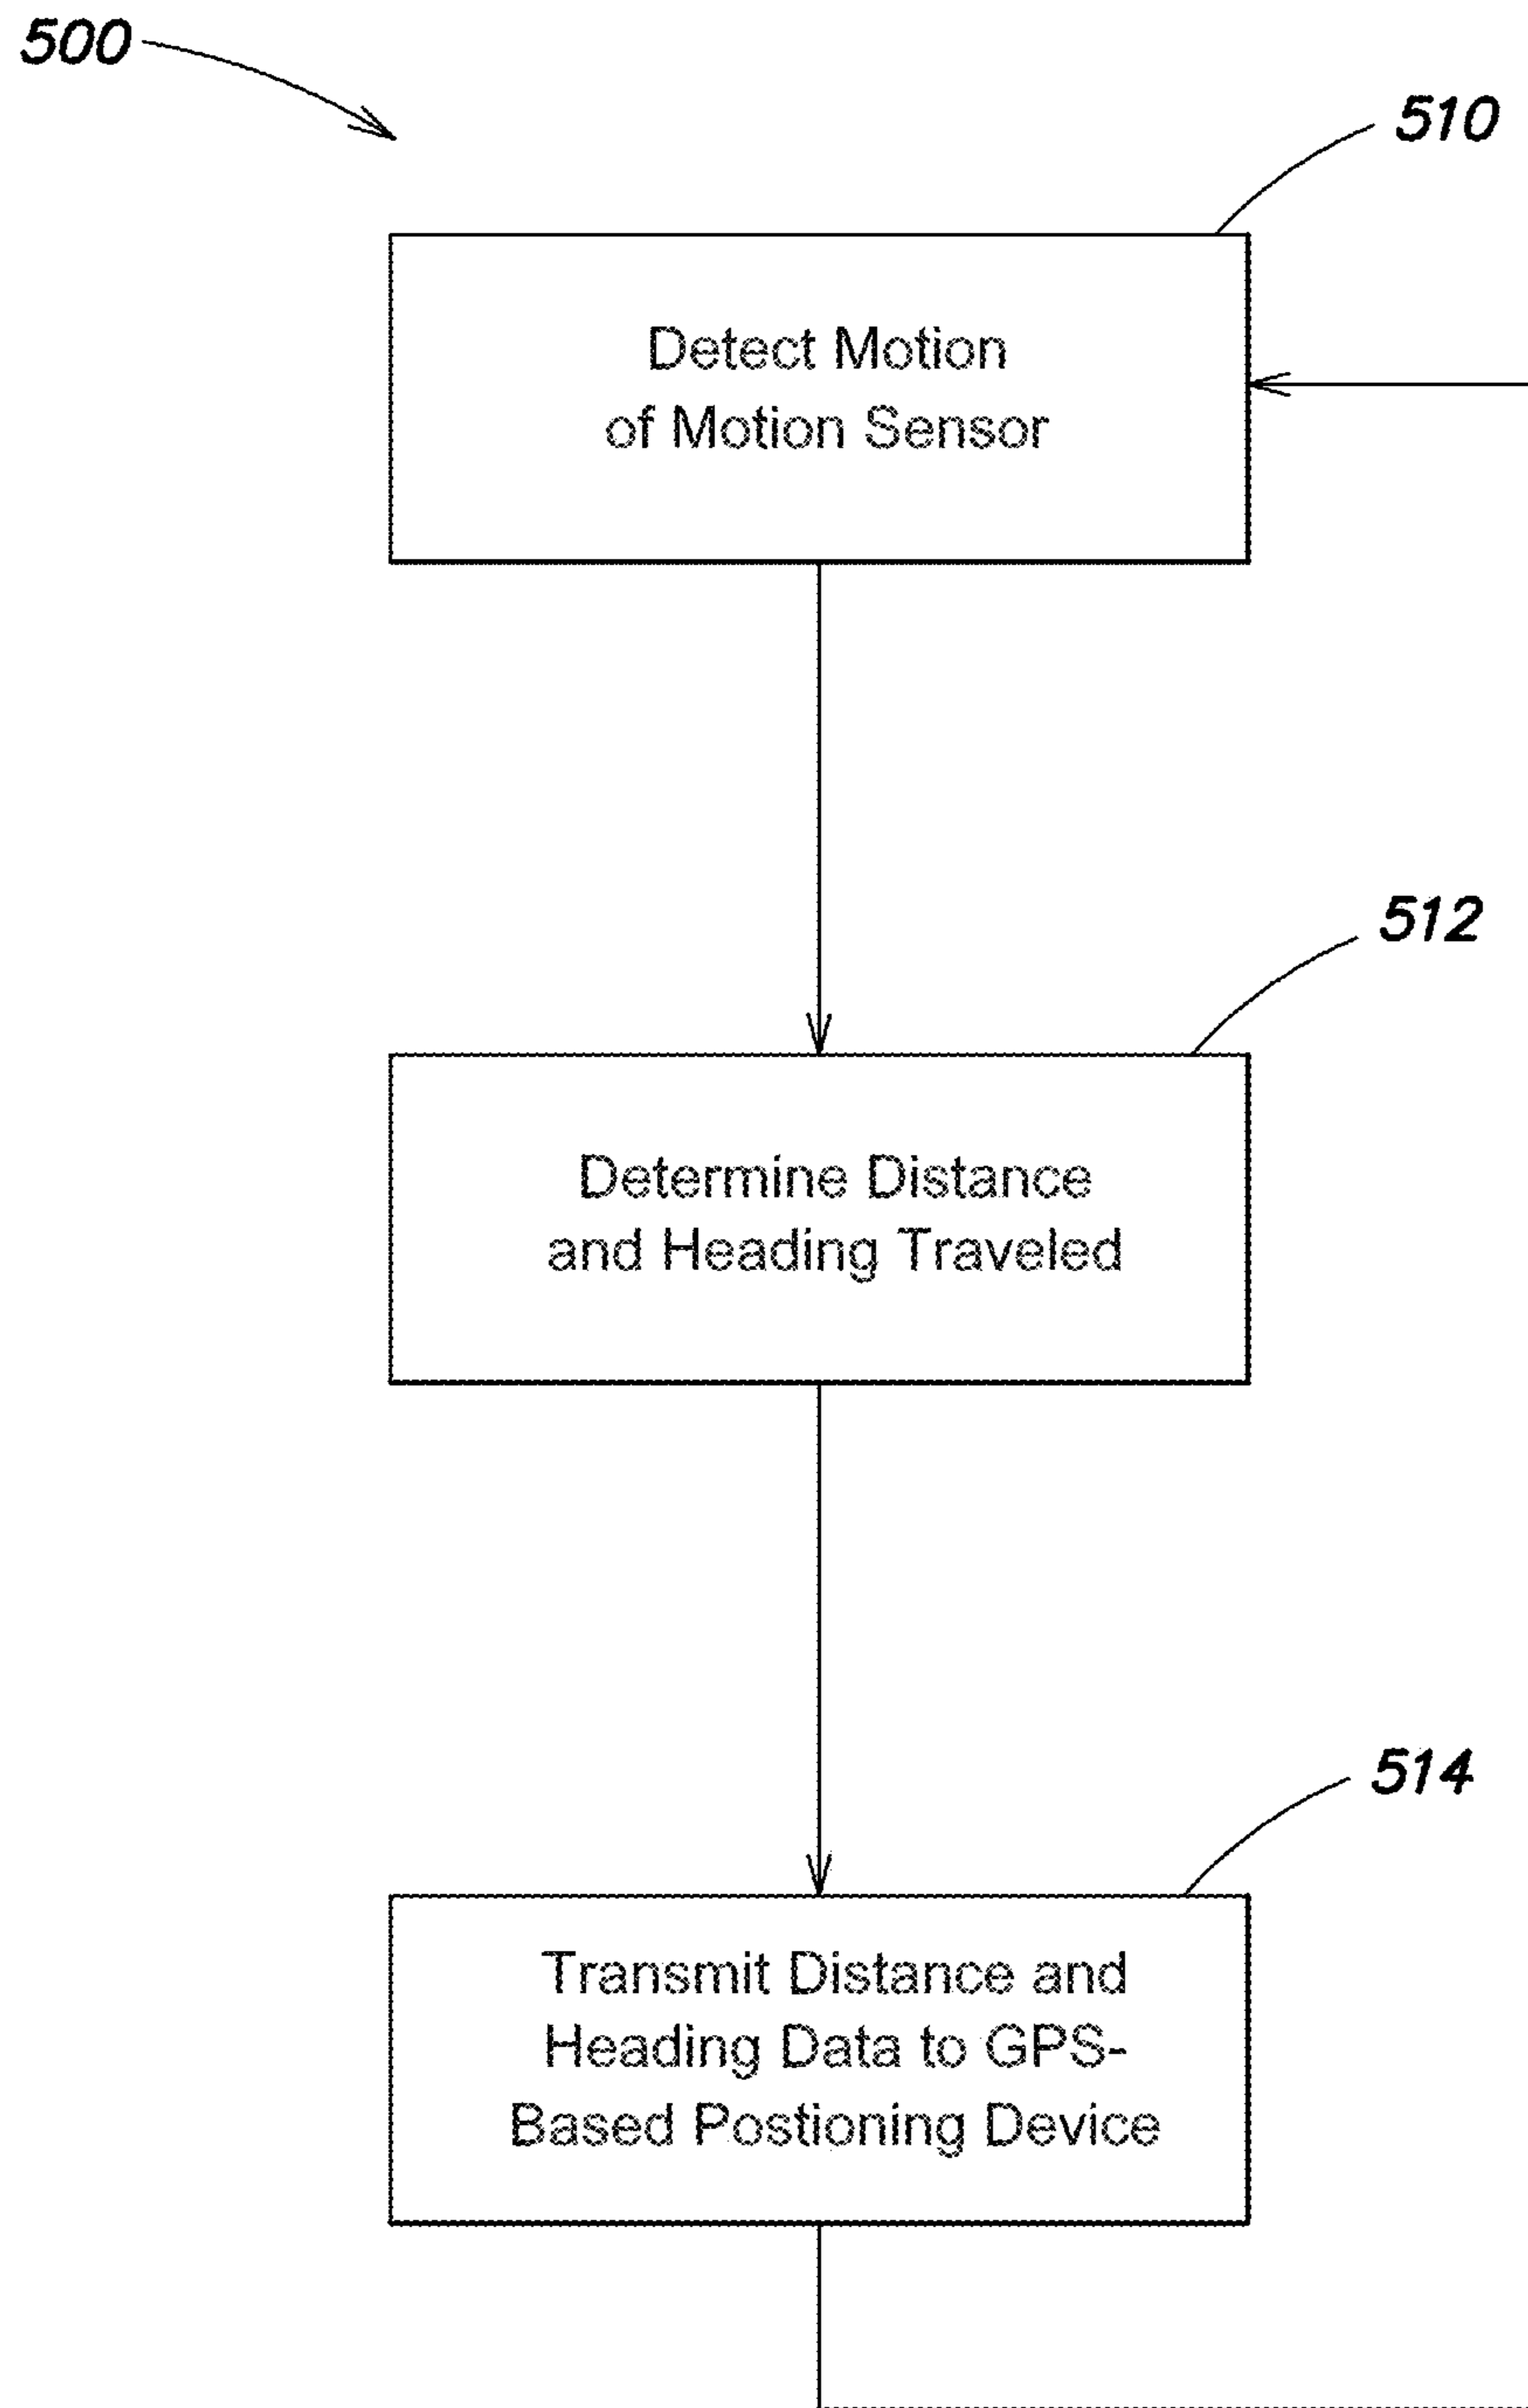 500
510
Detect Motion
of Motion Sensor
512
Determine Distance
and Heading Traveled
514
Transmit Distance and
Heading Data to GPS-
Based Postioning Device